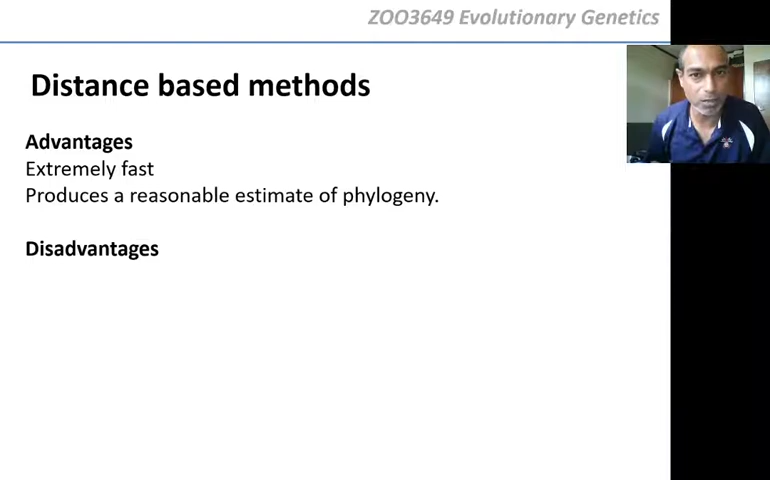 ZOO3649 Evolutionary Genetics
Distance based methods
Advantages
Extremely fast
Produces a reasonable estimate of phylogeny.
Disadvantages